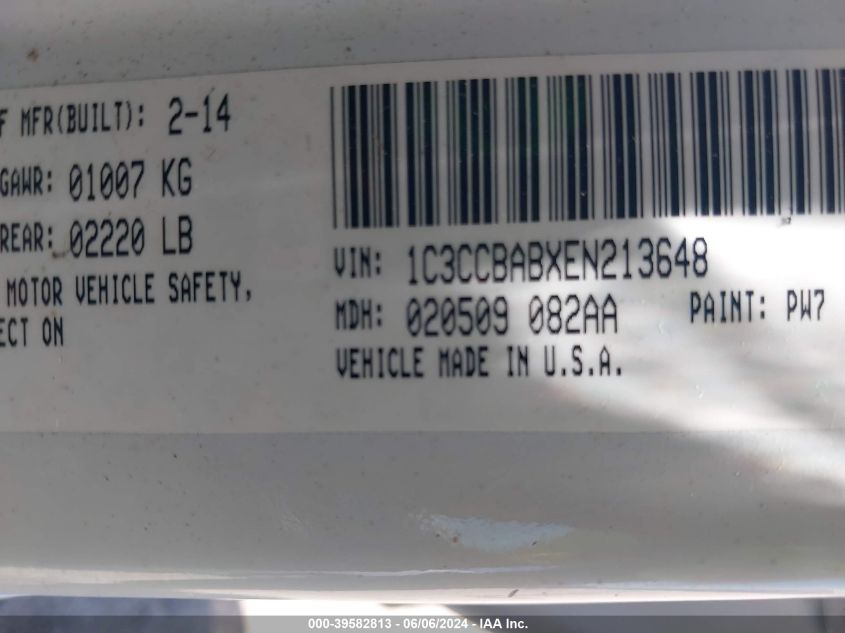 F MFR(BUILT): 2-14
GAWR: 01007 KG
REAR: 02220 LB
MOTOR VEHICLE SAFETY,
ECT ON
VIN: 1C3CCBABXEN213648
MDH: 020509 082AA PAINT: PW7
VEHICLE MADE IN U.S.A.
000-39582813 - 06/06/2024 - IAA Inc.